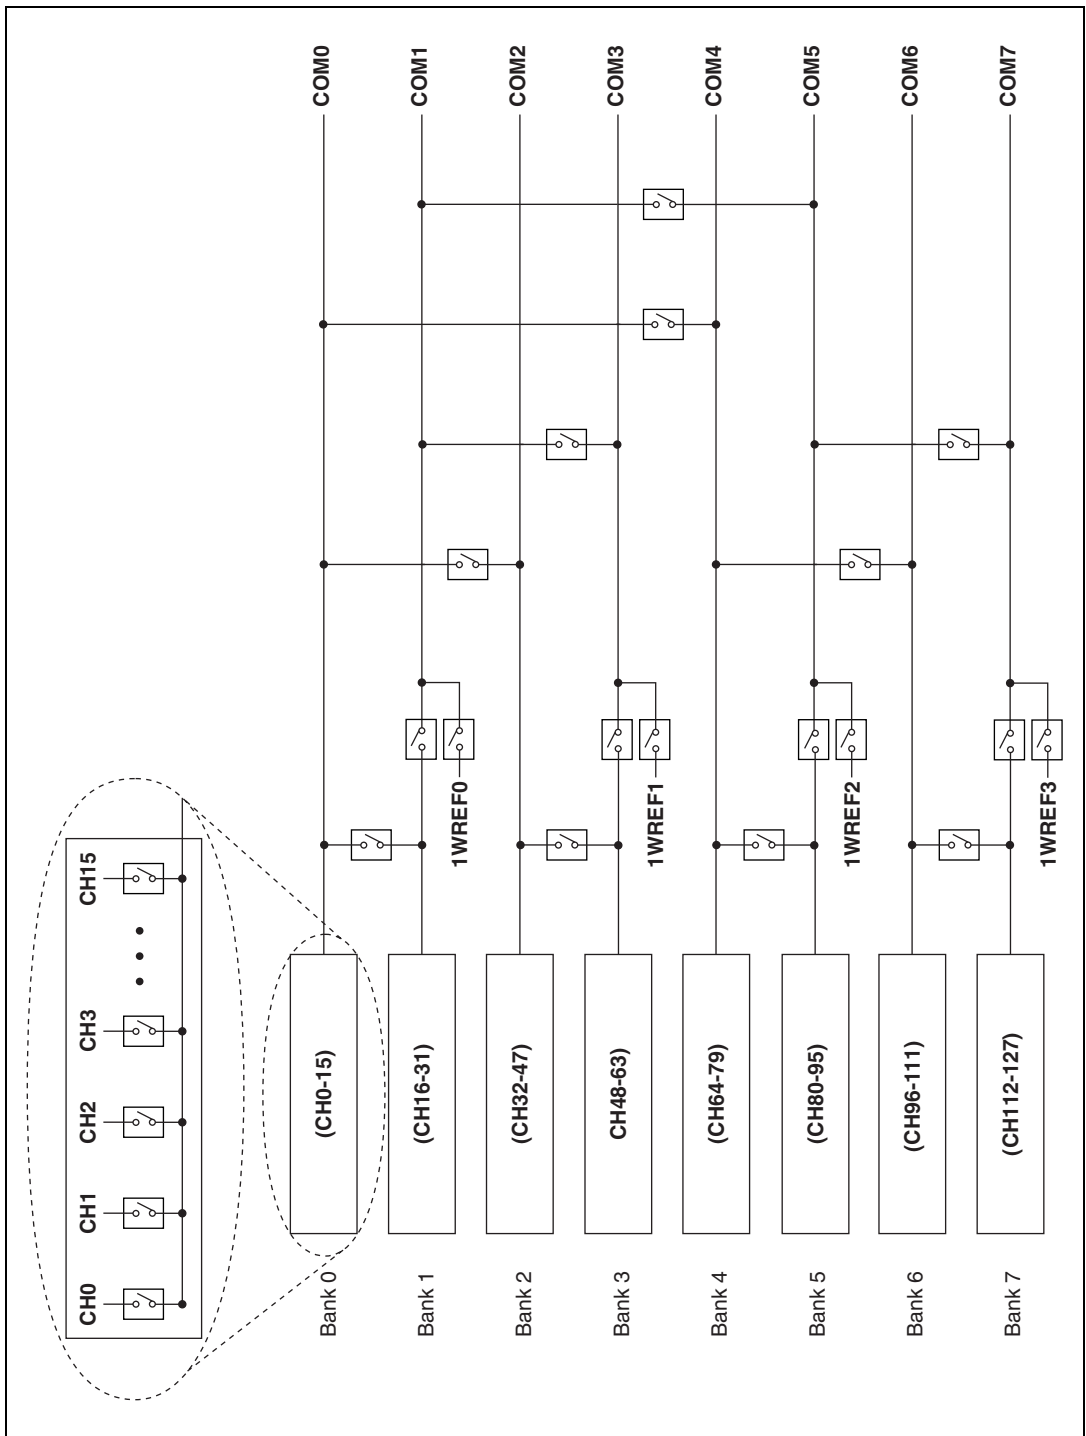 COM0
COM1
COM2
COM3
COM4
COM5
COM6
COM7
1WREF0
1WREF1
1WREF2
1WREF3
CH15
CH3
CH2
CH1
CH0
(CH0-15)
(CH16-31)
(CH32-47)
CH48-63)
(CH64-79)
(CH80-95)
(CH96-111)
(CH112-127)
Bank 0
Bank 1
Bank 2
Bank 3
Bank 4
Bank 5
Bank 6
Bank 7